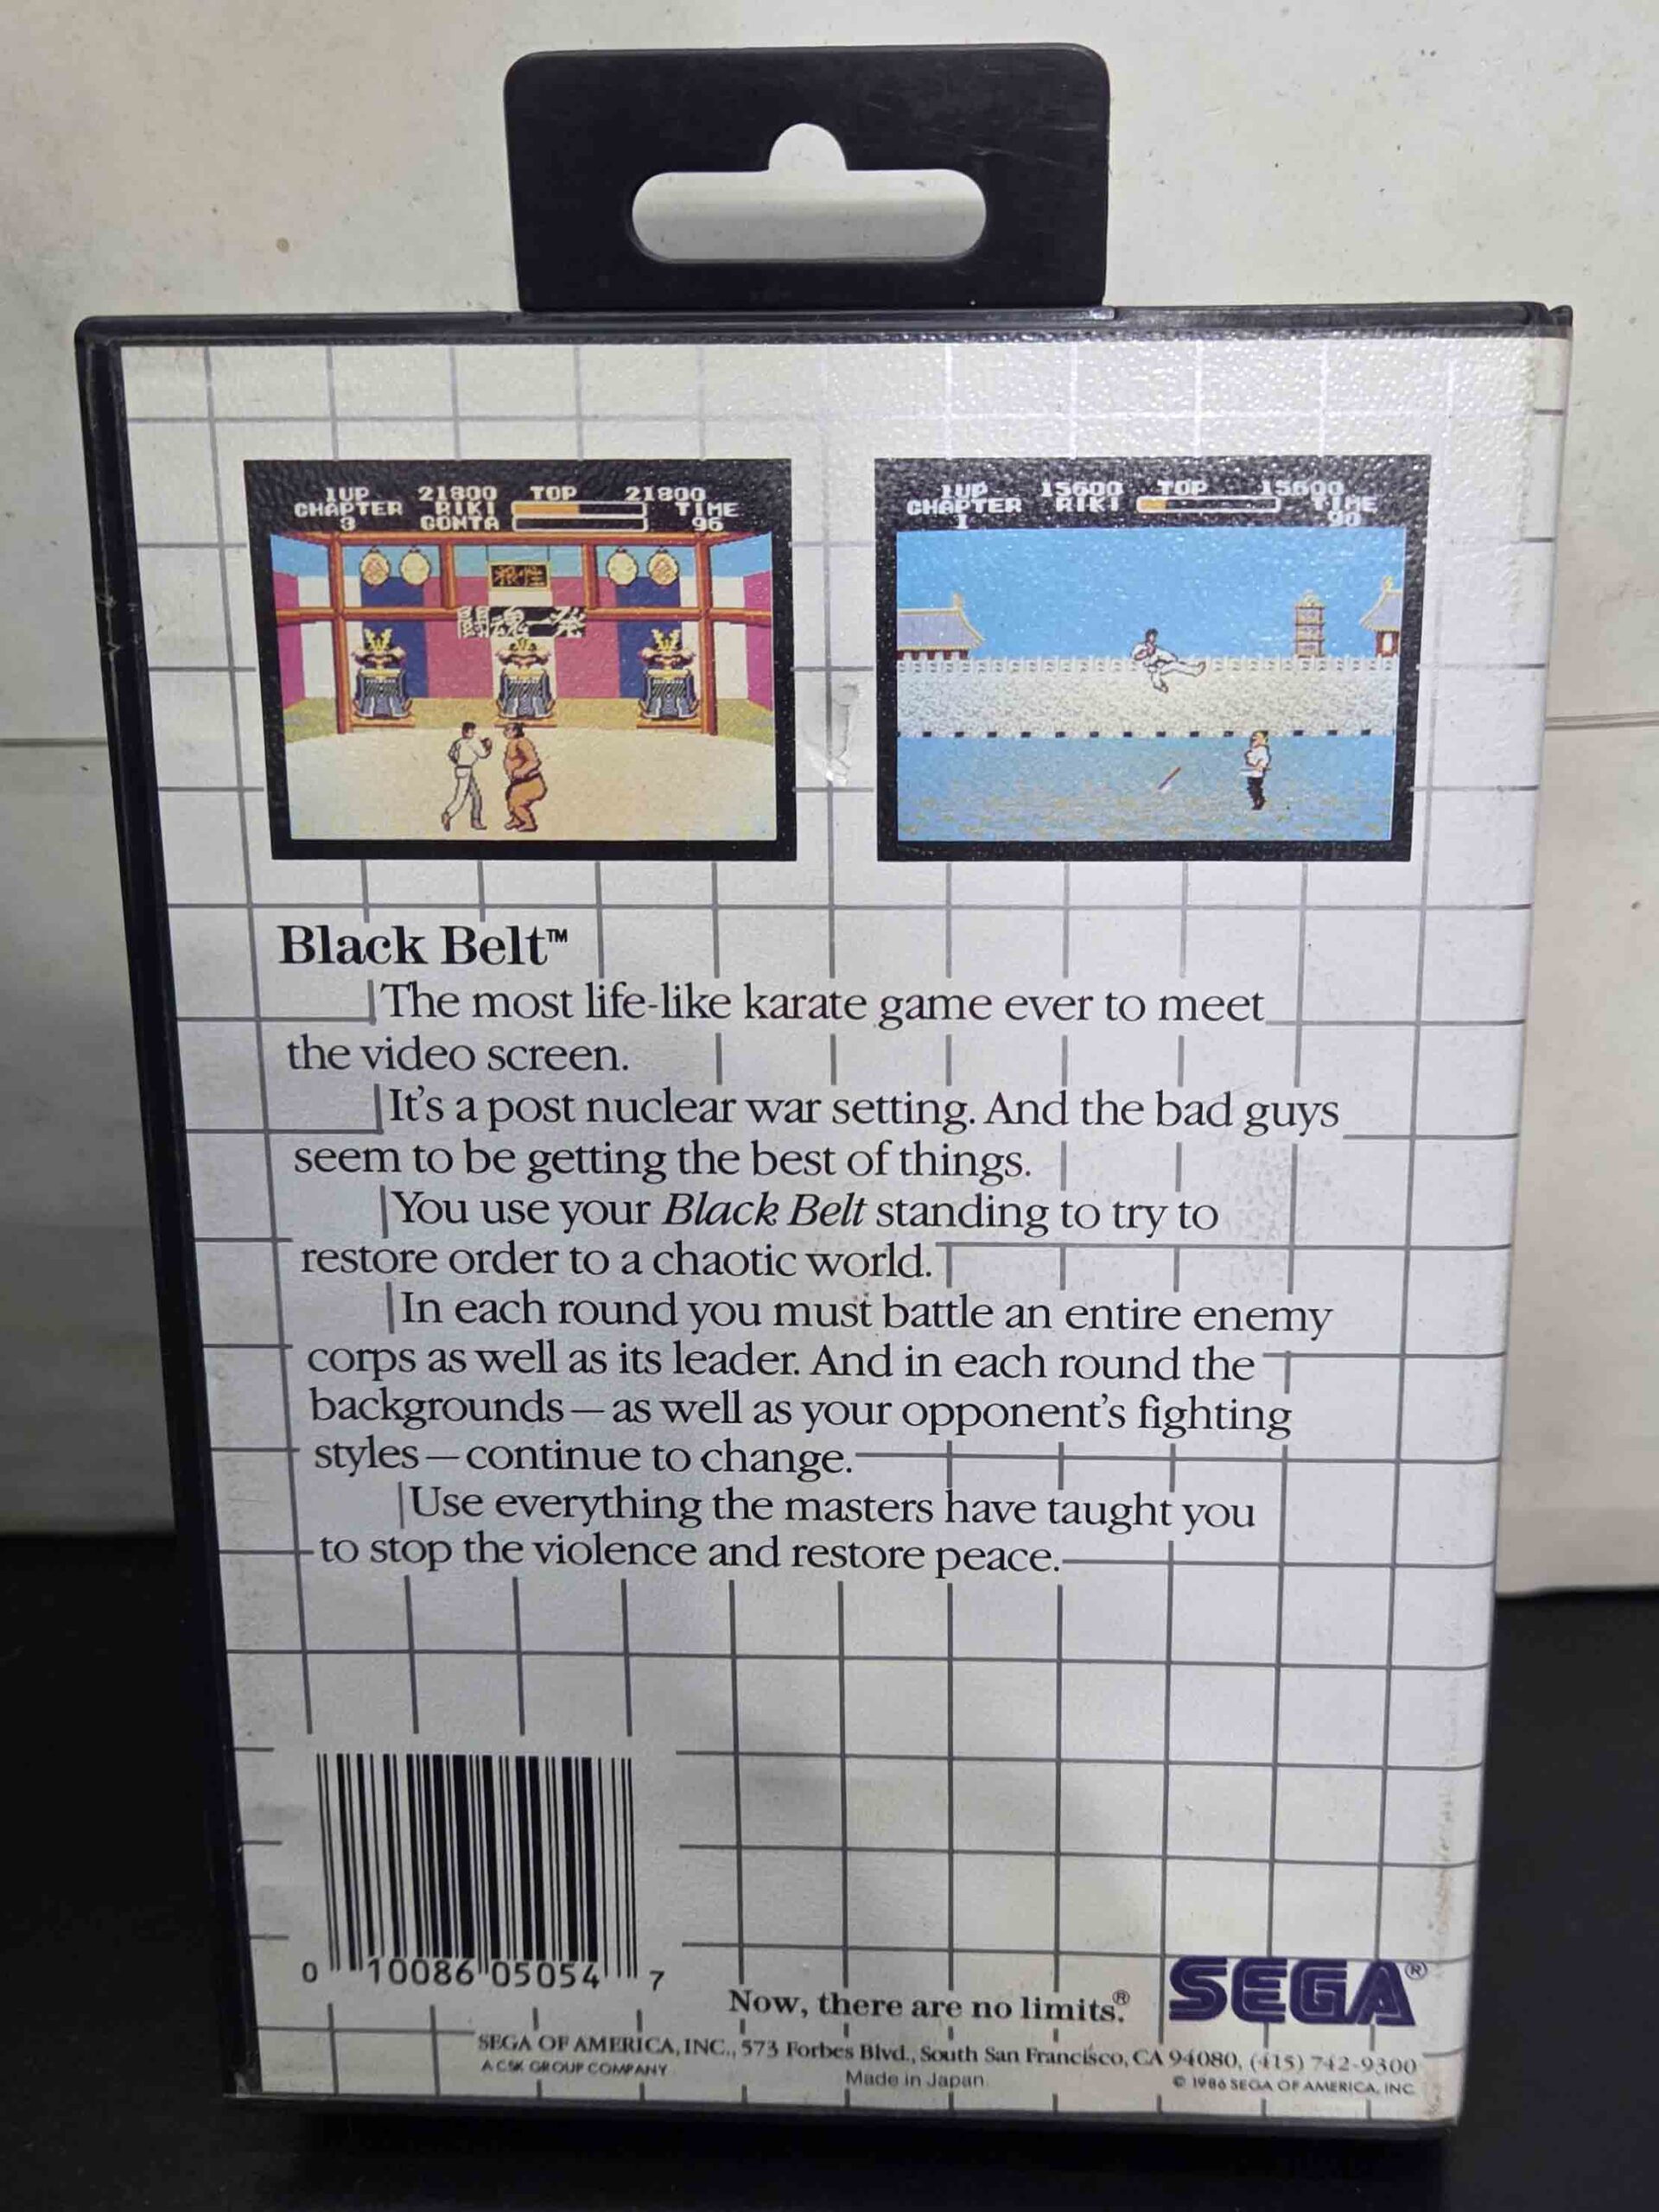 1UP 21800 TOP 21800
CHAPTER RIKI TIME
3 GONTA 96
闘魂一発
1UP 15600 TOP 15600
CHAPTER RIKI TIME
1 90
Black Belt™
The most life-like karate game ever to meet
the video screen.
It's a post nuclear war setting. And the bad guys
seem to be getting the best of things.
You use your Black Belt standing to try to
restore order to a chaotic world.
In each round you must battle an entire enemy
corps as well as its leader. And in each round the
backgrounds—as well as your opponent's fighting
styles—continue to change.
Use everything the masters have taught you
to stop the violence and restore peace.
0 10086 05054 7
Now, there are no limits.®
SEGA®
SEGA OF AMERICA, INC., 573 Forbes Blvd., South San Francisco, CA 94080, (415) 742-9300
A CSK GROUP COMPANY
Made in Japan
© 1986 SEGA OF AMERICA, INC.